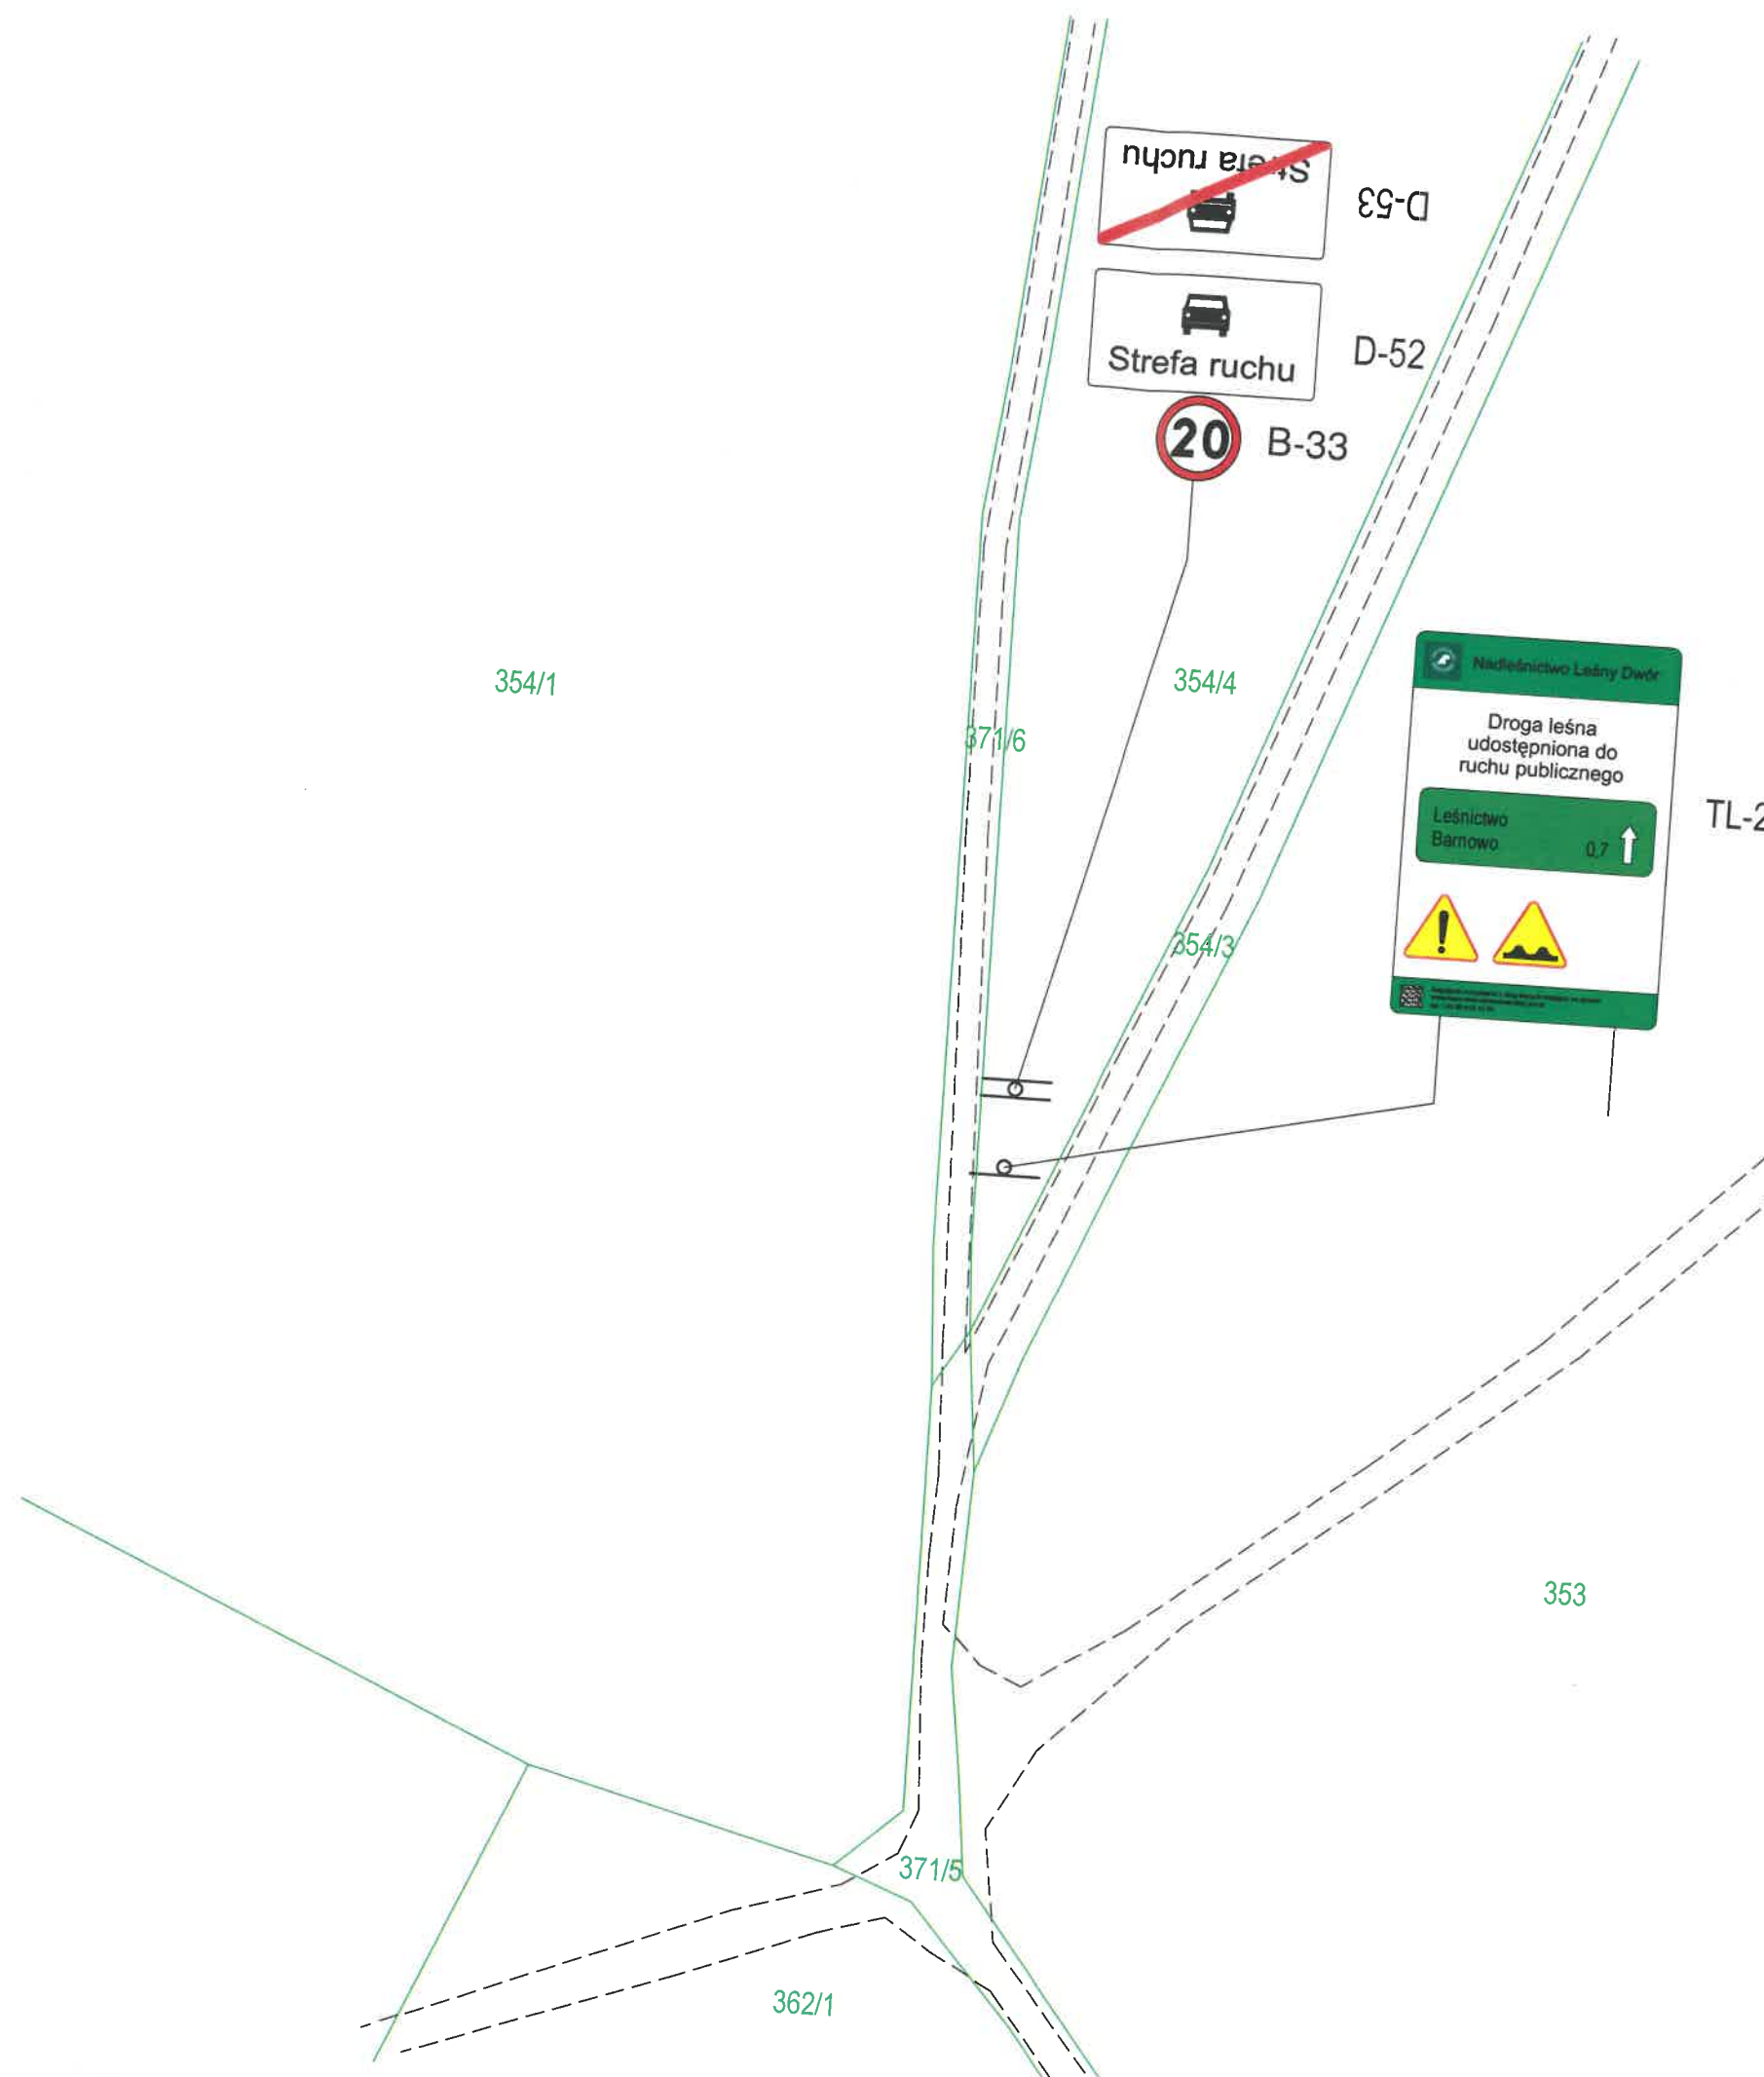 Strefa ruchu
D-53
Strefa ruchu
D-52
20
B-33
354/1
354/4
371/6
Nadleśnictwo Leśny Dwór
Droga leśna
udostępniona do
ruchu publicznego
Leśnictwo
Barnowo 0,7
TL-2
354/3
353
371/5
362/1